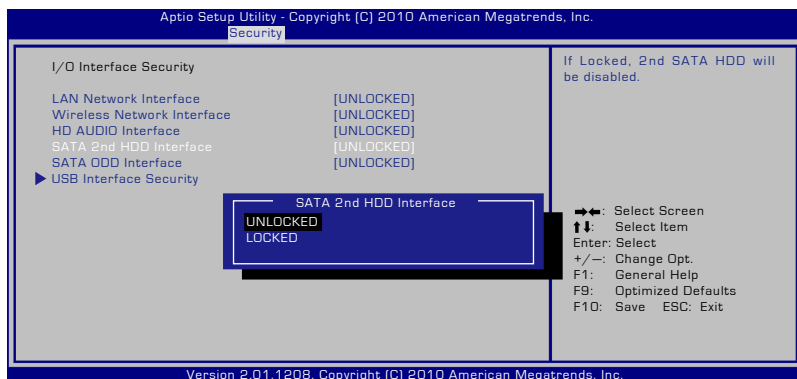 Aptio Setup Utility - Copyright (C) 2010 American Megatrends, Inc.
Security
I/O Interface Security
LAN Network Interface [UNLOCKED]
Wireless Network Interface [UNLOCKED]
HD AUDIO Interface [UNLOCKED]
SATA 2nd HDD Interface [UNLOCKED]
SATA ODD Interface [UNLOCKED]
USB Interface Security
SATA 2nd HDD Interface
UNLOCKED
LOCKED
If Locked, 2nd SATA HDD will
be disabled.
→←: Select Screen
↑↓: Select Item
Enter: Select
+/—: Change Opt.
F1: General Help
F9: Optimized Defaults
F10: Save ESC: Exit
Version 2.01.1208. Copyright (C) 2010 American Megatrends, Inc.